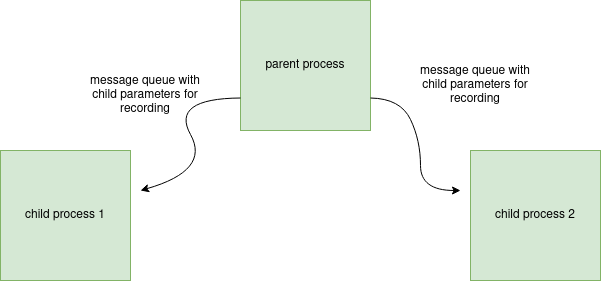 parent process
message queue with
child parameters for
recording
message queue with
child parameters for
recording
child process 1
child process 2